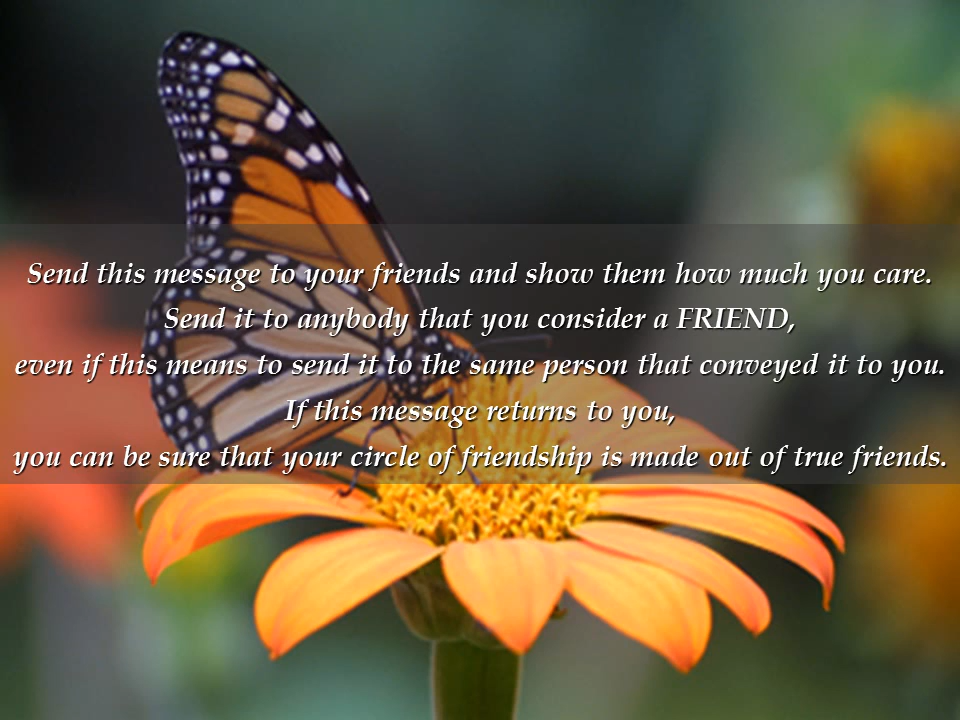 Send this message to your friends and show them how much you care.
Send it to anybody that you consider a FRIEND,
even if this means to send it to the same person that conveyed it to you.
If this message returns to you,
you can be sure that your circle of friendship is made out of true friends.